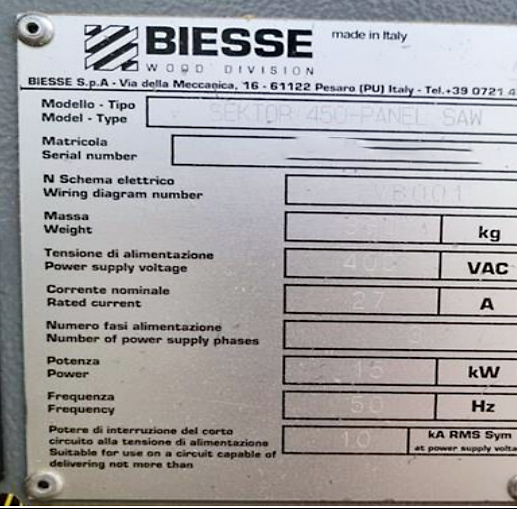 BIESSE made in Italy
WOOD DIVISION
BIESSE S.p.A - Via della Meccanica, 16 - 61122 Pesaro (PU) Italy - Tel.+39 0721 4
Modello - Tipo
Model - Type SEKTOR 450-PANEL SAW
Matricola
Serial number
N Schema elettrico
Wiring diagram number
Massa
Weight kg
Tensione di alimentazione
Power supply voltage VAC
Corrente nominale
Rated current 27 A
Numero fasi alimentazione
Number of power supply phases 3
Potenza
Power 15 kW
Frequenza
Frequency 50 Hz
Potere di interruzione del corto
circuito alla tensione di alimentazione 10 kA RMS Sym
Suitable for use on a circuit capable of at power supply volta
delivering not more than